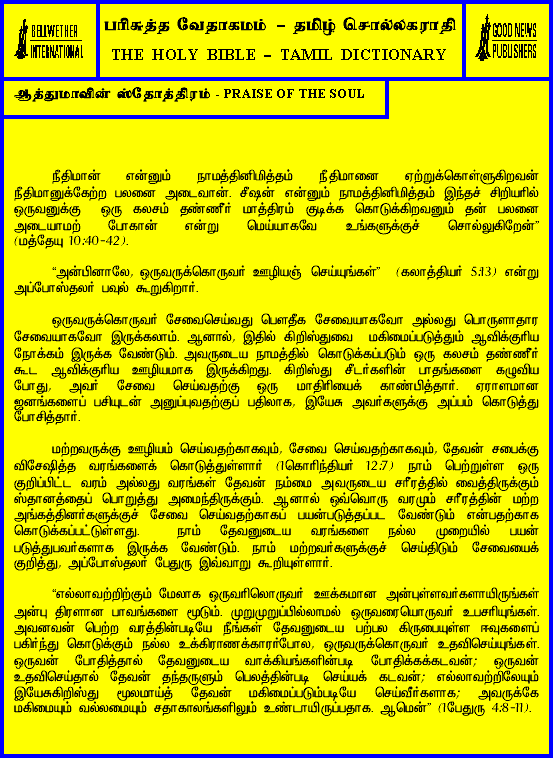 BELLWETHER
INTERNATIONAL
பரிசுத்த வேதாகமம் – தமிழ் சொல்லகராதி
THE HOLY BIBLE – TAMIL DICTIONARY
GOOD NEWS
PUBLISHERS
ஆத்துமாவின் ஸ்தோத்திரம் - PRAISE OF THE SOUL
நீதிமான் என்னும் நாமத்தினிமித்தம் நீதிமானை ஏற்றுக்கொள்ளுகிறவன்
நீதிமானுக்கேற்ற பலனை அடைவான். சீஷன் என்னும் நாமத்தினிமித்தம் இந்தச் சிறியரில்
ஒருவனுக்கு ஒரு கலசம் தண்ணீர் மாத்திரம் குடிக்க கொடுக்கிறவனும் தன் பலனை
அடையாமற் போகான் என்று மெய்யாகவே உங்களுக்குச் சொல்லுகிறேன்”
(மத்தேயு 10:40-42).
“அன்பினாலே, ஒருவருக்கொருவர் ஊழியஞ் செய்யுங்கள்” (கலாத்தியர் 5:13) என்று
அப்போஸ்தலர் பவுல் கூறுகிறார்.
ஒருவருக்கொருவர் சேவைசெய்வது பௌதீக சேவையாகவோ அல்லது பொருளாதார
சேவையாகவோ இருக்கலாம். ஆனால், இதில் கிறிஸ்துவை மகிமைப்படுத்தும் ஆவிக்குரிய
நோக்கம் இருக்க வேண்டும். அவருடைய நாமத்தில் கொடுக்கப்படும் ஒரு கலசம் தண்ணீர்
கூட ஆவிக்குரிய ஊழியமாக இருக்கிறது. கிறிஸ்து சீடர்களின் பாதங்களை கழுவிய
போது, அவர் சேவை செய்வதற்கு ஒரு மாதிரியைக் காண்பித்தார். ஏராளமான
ஜனங்களைப் பசியுடன் அனுப்புவதற்குப் பதிலாக, இயேசு அவர்களுக்கு அப்பம் கொடுத்து
போசித்தார்.
மற்றவருக்கு ஊழியம் செய்வதற்காகவும், சேவை செய்வதற்காகவும், தேவன் சபைக்கு
விசேஷித்த வரங்களைக் கொடுத்துள்ளார் (1கொரிந்தியர் 12:7) நாம் பெற்றுள்ள ஒரு
குறிப்பிட்ட வரம் அல்லது வரங்கள் தேவன் நம்மை அவருடைய சரீரத்தில் வைத்திருக்கும்
ஸ்தானத்தைப் பொறுத்து அமைந்திருக்கும். ஆனால் ஒவ்வொரு வரமும் சரீரத்தின் மற்ற
அங்கத்தினர்களுக்குச் சேவை செய்வதற்காகப் பயன்படுத்தப்பட வேண்டும் என்பதற்காக
கொடுக்கப்பட்டுள்ளது. நாம் தேவனுடைய வரங்களை நல்ல முறையில் பயன்
படுத்துபவர்களாக இருக்க வேண்டும். நாம் மற்றவர்களுக்குச் செய்திடும் சேவையைக்
குறித்து, அப்போஸ்தலர் பேதுரு இவ்வாறு கூறியுள்ளார்.
“எல்லாவற்றிற்கும் மேலாக ஒருவரிலொருவர் ஊக்கமான அன்புள்ளவர்களாயிருங்கள்
அன்பு திரளான பாவங்களை மூடும். முறுமுறுப்பில்லாமல் ஒருவரையொருவர் உபசரியுங்கள்.
அவனவன் பெற்ற வரத்தின்படியே நீங்கள் தேவனுடைய பற்பல கிருபையுள்ள ஈவுகளைப்
பகிர்ந்து கொடுக்கும் நல்ல உக்கிராணக்காரர்போல, ஒருவருக்கொருவர் உதவிசெய்யுங்கள்.
ஒருவன் போதித்தால் தேவனுடைய வாக்கியங்களின்படி போதிக்கக்கடவன்; ஒருவன்
உதவிசெய்தால் தேவன் தந்தருளும் பெலத்தின்படி செய்யக் கடவன்; எல்லாவற்றிலேயும்
இயேசுகிறிஸ்து மூலமாய்த் தேவன் மகிமைப்படும்படியே செய்வீர்களாக; அவருக்கே
மகிமையும் வல்லமையும் சதாகாலங்களிலும் உண்டாயிருப்பதாக. ஆமென்” (1பேதுரு 4:8-11).